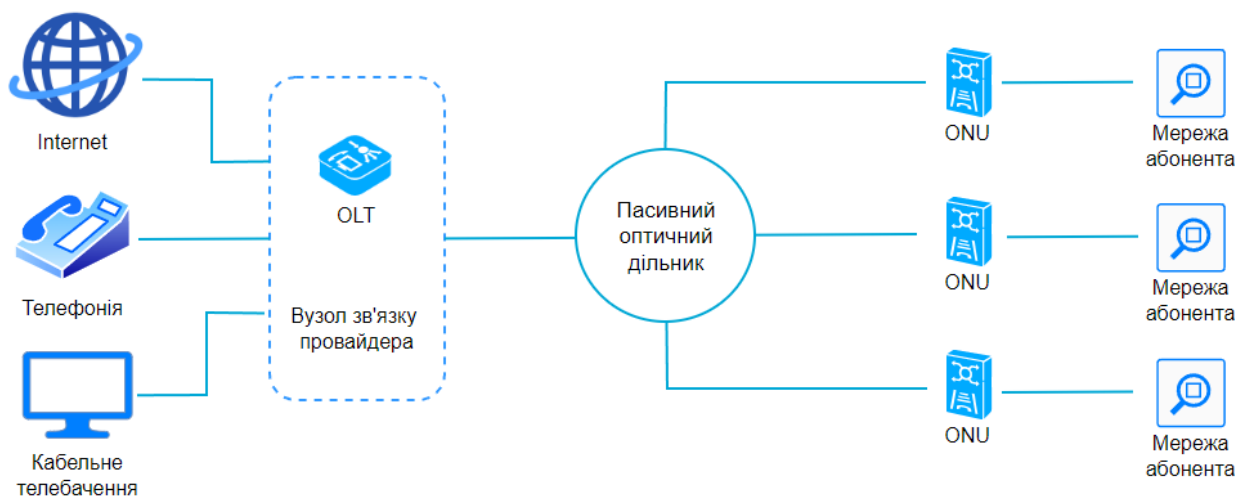 Internet
Телефонія
Кабельне
телебачення
OLT
Вузол зв'язку
провайдера
Пасивний
оптичний
дільник
ONU
Мережа
абонента
ONU
Мережа
абонента
ONU
Мережа
абонента